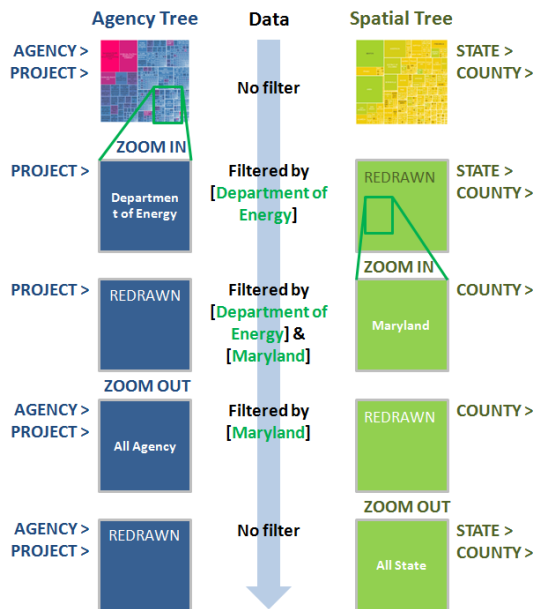 Agency Tree
Data
Spatial Tree
AGENCY >
PROJECT >
No filter
STATE >
COUNTY >
ZOOM IN
PROJECT >
Departmen
t of Energy
Filtered by
[Department of
Energy]
REDRAWN
STATE >
COUNTY >
ZOOM IN
PROJECT >
REDRAWN
Filtered by
[Department of
Energy] &
[Maryland]
Maryland
COUNTY >
ZOOM OUT
AGENCY >
PROJECT >
All Agency
Filtered by
[Maryland]
REDRAWN
COUNTY >
ZOOM OUT
AGENCY >
PROJECT >
REDRAWN
No filter
All State
STATE >
COUNTY >